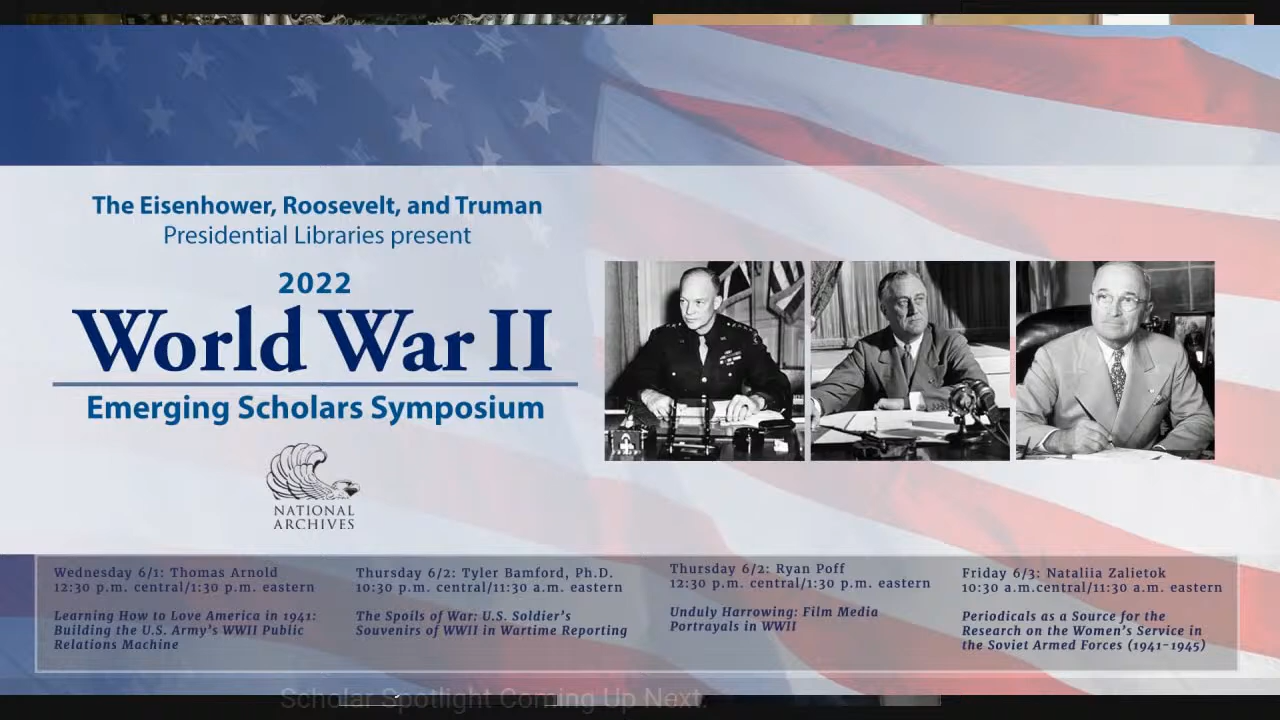 The Eisenhower, Roosevelt, and Truman
Presidential Libraries present
2022
World War II
Emerging Scholars Symposium
NATIONAL
ARCHIVES
Wednesday 6/1: Thomas Arnold
12:30 p.m. central/1:30 p.m. eastern
Learning How to Love America in 1941:
Building the U.S. Army's WWII Public
Relations Machine
Thursday 6/2: Tyler Bamford, Ph.D.
10:30 p.m. central/11:30 a.m. eastern
The Spoils of War: U.S. Soldier's
Souvenirs of WWII in Wartime Reporting
Thursday 6/2: Ryan Poff
12:30 p.m. central/1:30 p.m. eastern
Unduly Harrowing: Film Media
Portrayals in WWII
Friday 6/3: Nataliia Zalietok
10:30 a.m.central/11:30 a.m. eastern
Periodicals as a Source for the
Research on the Women's Service in
the Soviet Armed Forces (1941-1945)
Scholar Spotlight Coming Up Next.